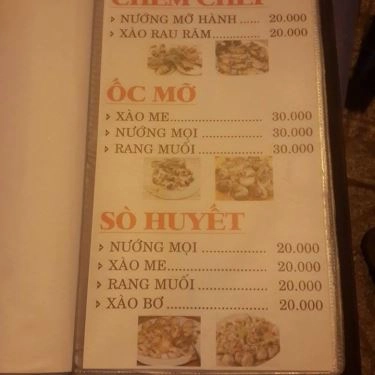 CHEM CHÉP
NƯỚNG MỠ HÀNH ...... 20.000
XÀO RAU RĂM ............. 20.000
ỐC MỠ
XÀO ME ......................... 30.000
NƯỚNG MỌI ................. 30.000
RANG MUỐI .................. 30.000
SÒ HUYẾT
NƯỚNG MỌI ................. 20.000
XÀO ME ......................... 20.000
RANG MUỐI .................. 20.000
XÀO BƠ .......................... 20.000